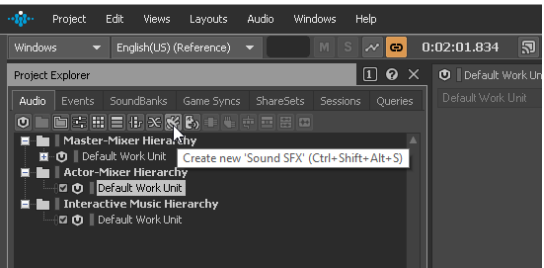 Project Edit Views Layouts Audio Windows Help
Windows English(US) (Reference) M S 0:02:01.834
Project Explorer 1 Default Work Un
Audio Events SoundBanks Game Syncs ShareSets Sessions Queries Default Work Unit
Master-Mixer Hierarchy
Default Work Unit Create new 'Sound SFX' (Ctrl+Shift+Alt+S)
Actor-Mixer Hierarchy
Default Work Unit
Interactive Music Hierarchy
Default Work Unit